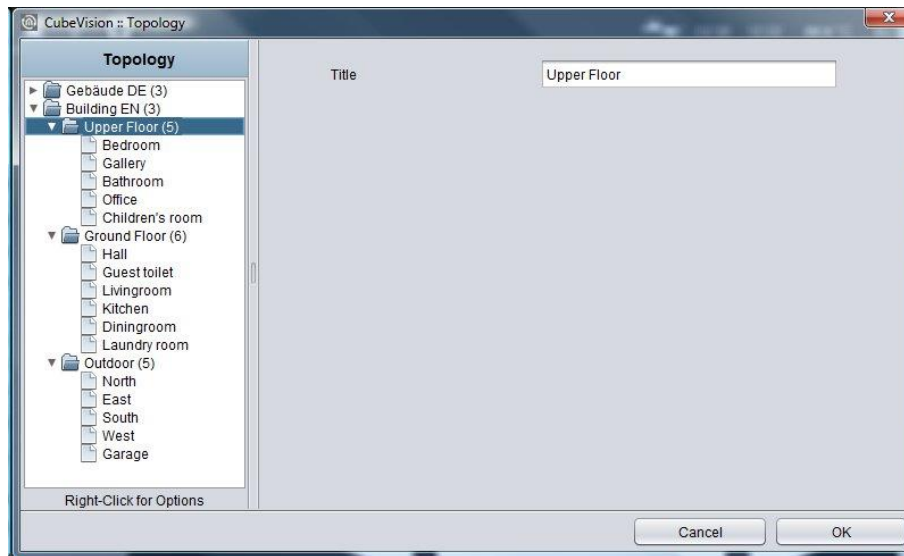 CubeVision :: Topology
Topology
Title
Upper Floor
Gebäude DE (3)
Building EN (3)
Upper Floor (5)
Bedroom
Gallery
Bathroom
Office
Children's room
Ground Floor (6)
Hall
Guest toilet
Livingroom
Kitchen
Diningroom
Laundry room
Outdoor (5)
North
East
South
West
Garage
Right-Click for Options
Cancel
OK